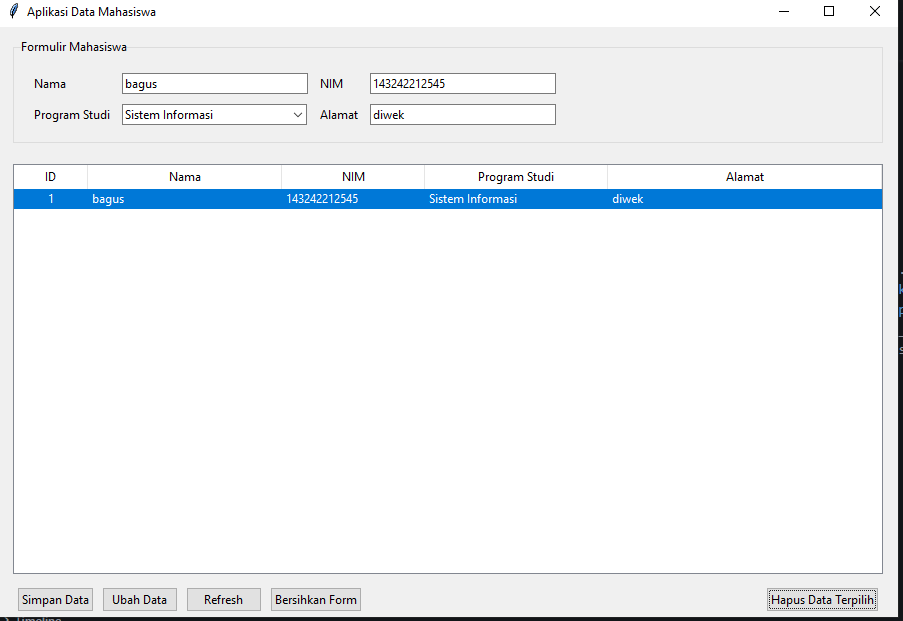 Aplikasi Data Mahasiswa
Formulir Mahasiswa
Nama bagus NIM 143242212545
Program Studi Sistem Informasi Alamat diwek
ID Nama NIM Program Studi Alamat
1 bagus 143242212545 Sistem Informasi diwek
Simpan Data Ubah Data Refresh Bersihkan Form Hapus Data Terpilih